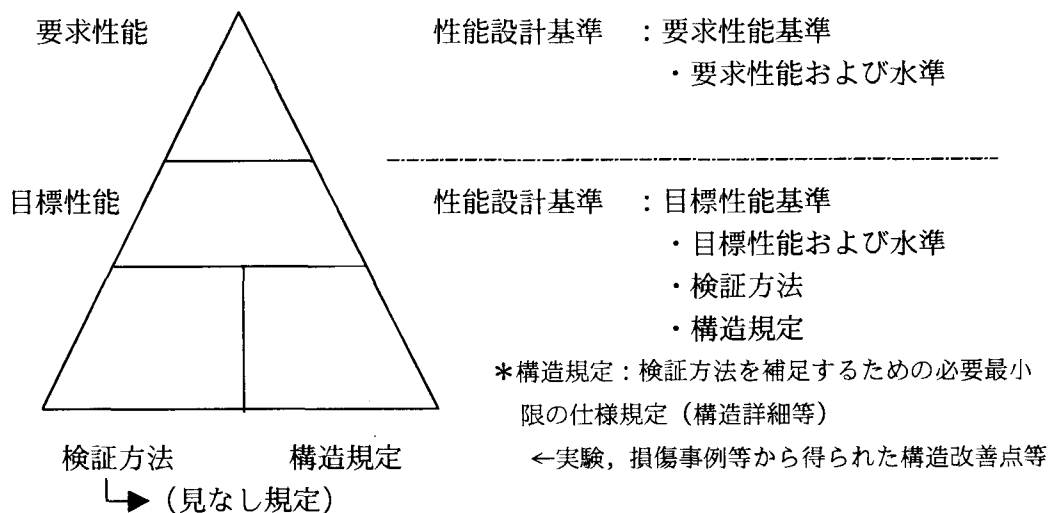 要求性能
性能設計基準 :要求性能基準
・要求性能および水準
目標性能
性能設計基準 :目標性能基準
・目標性能および水準
・検証方法
・構造規定
*構造規定:検証方法を補足するための必要最小
限の仕様規定(構造詳細等)
←実験,損傷事例等から得られた構造改善点等
検証方法 構造規定
(見なし規定)